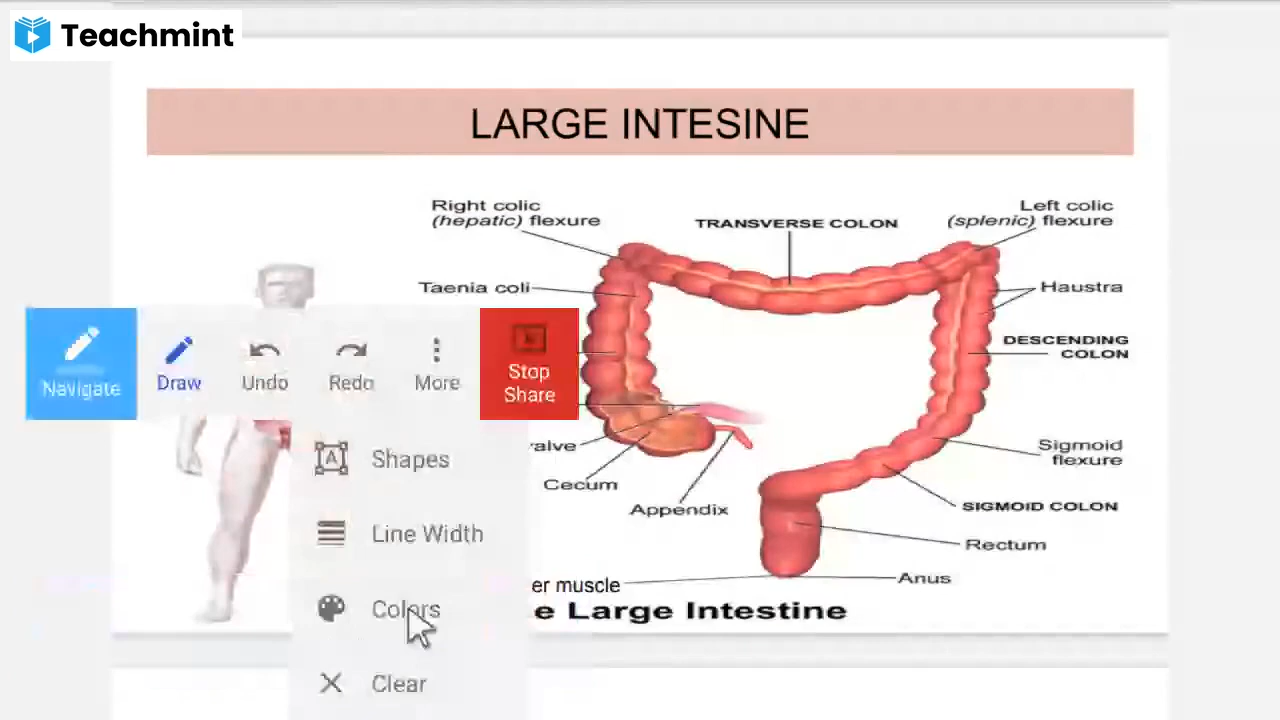 Teachmint
LARGE INTESINE
Right colic
(hepatic) flexure
TRANSVERSE COLON
Left colic
(splenic) flexure
Taenia coli
Haustra
DESCENDING
COLON
Navigate
Draw
Undo
Redo
More
Stop
Share
Shapes
Line Width
Colors
Clear
Cecum
Appendix
Sigmoid
flexure
SIGMOID COLON
Rectum
Anus
er muscle
e Large Intestine